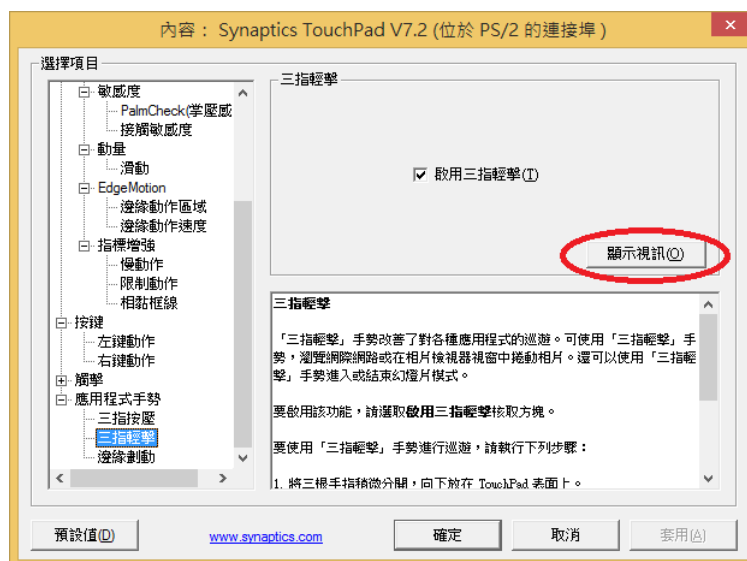 內容： Synaptics TouchPad V7.2 (位於 PS/2 的連接埠 )
選擇項目
敏感度
PalmCheck(掌壓感
接觸敏感度
動量
滑動
EdgeMotion
邊緣動作區域
邊緣動作速度
指標增強
慢動作
限制動作
相黏框線
按鍵
左鍵動作
右鍵動作
觸擊
應用程式手勢
三指按壓
三指輕擊
邊緣劃動
三指輕擊
啟用三指輕擊(T)
顯示視訊(O)
三指輕擊
「三指輕擊」手勢改善了對各種應用程式的巡遊。可使用「三指輕擊」手
勢，瀏覽網際網路或在相片檢視器視窗中捲動相片。還可以使用「三指輕
擊」手勢進入或結束幻燈片模式。
要啟用該功能，請選取啟用三指輕擊核取方塊。
要使用「三指輕擊」手勢進行巡遊，請執行下列步驟：
1. 將三根手指稍微分開，向下放在 TouchPad 表面上。
預設值(D)
www.synaptics.com
確定
取消
套用(A)